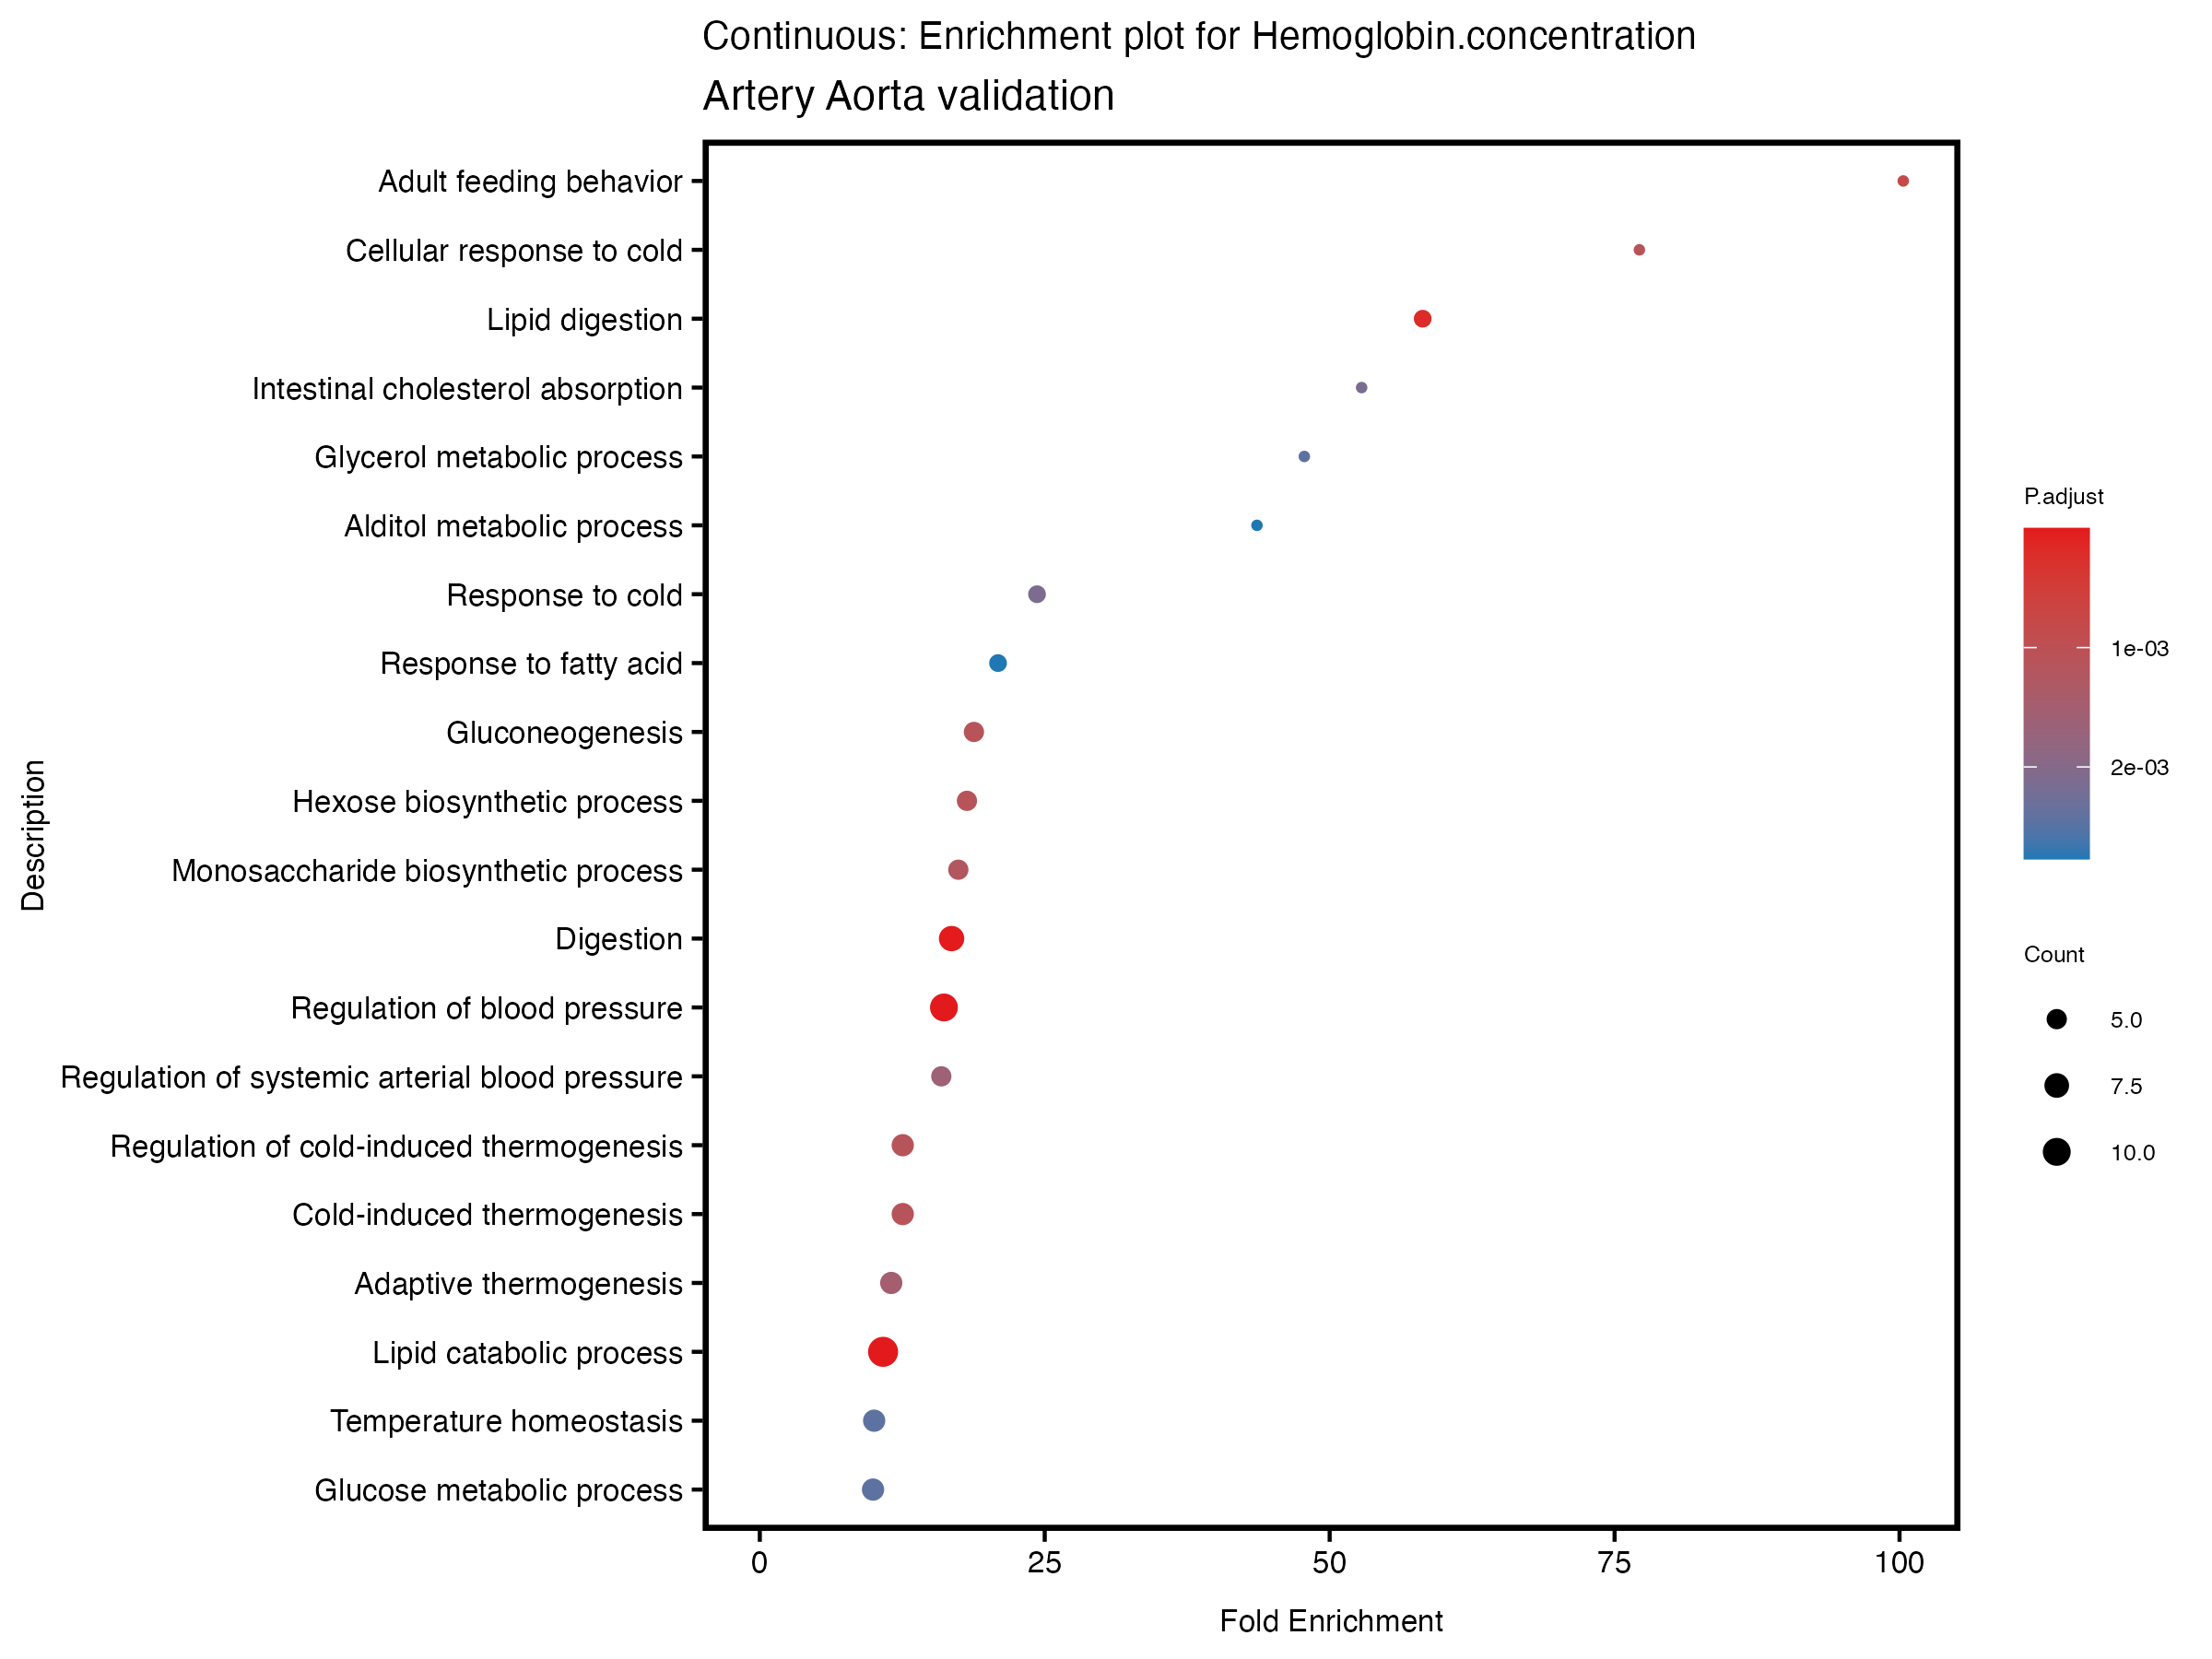 Continuous: Enrichment plot for Hemoglobin.concentration
Artery Aorta validation
Description
Adult feeding behavior
Cellular response to cold
Lipid digestion
Intestinal cholesterol absorption
Glycerol metabolic process
Alditol metabolic process
Response to cold
Response to fatty acid
Gluconeogenesis
Hexose biosynthetic process
Monosaccharide biosynthetic process
Digestion
Regulation of blood pressure
Regulation of systemic arterial blood pressure
Regulation of cold-induced thermogenesis
Cold-induced thermogenesis
Adaptive thermogenesis
Lipid catabolic process
Temperature homeostasis
Glucose metabolic process
0 25 50 75 100
Fold Enrichment
P.adjust
1e-03
2e-03
Count
5.0
7.5
10.0